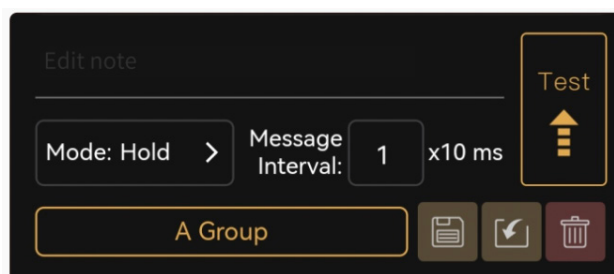 Edit note
Test
Mode: Hold
Message
Interval:
1
x10 ms
A Group